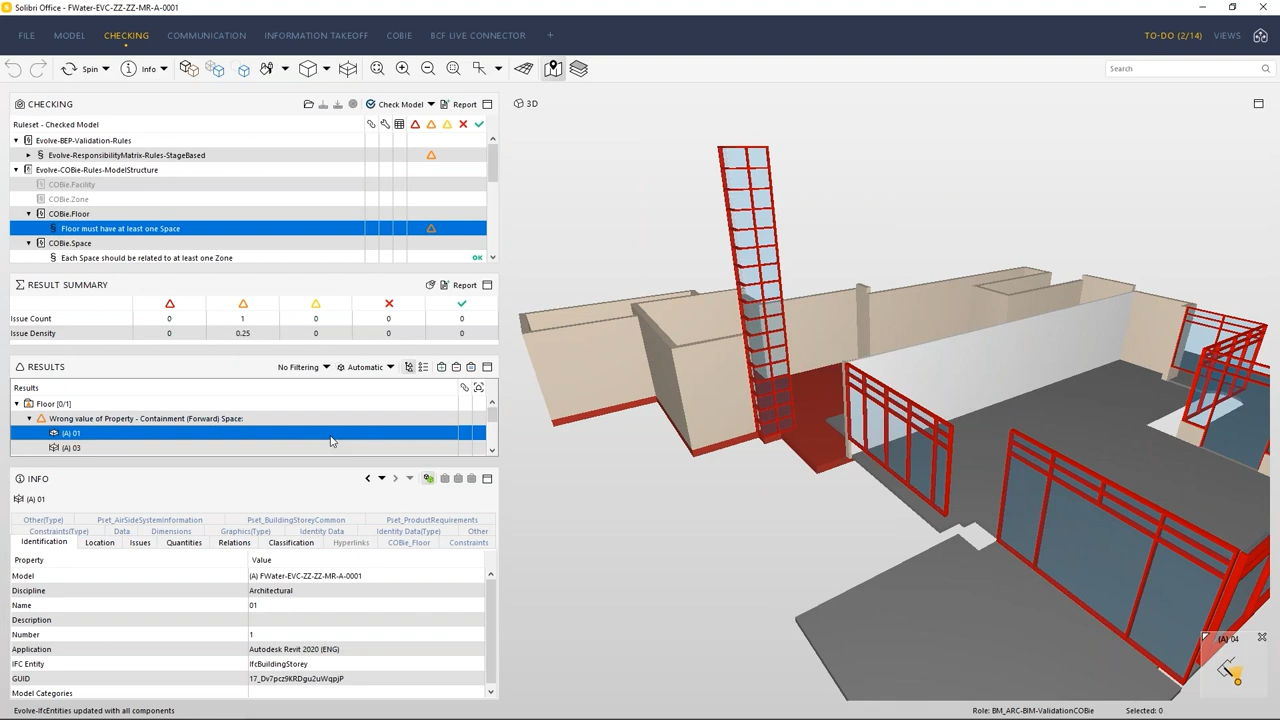 Solibri Office - FWater-EVC-ZZ-ZZ-MR-A-0001
FILE MODEL CHECKING COMMUNICATION INFORMATION TAKEOFF COBIE BCF LIVE CONNECTOR + TO-DO (2/14) VIEWS
Spin Info Search
CHECKING Check Model Report
3D
Ruleset - Checked Model
Evolve-BEP-Validation-Rules
§ Evolve-ResponsibilityMatrix-Rules-StageBased
Evolve-COBie-Rules-ModelStructure
COBie.Facility
COBie.Zone
COBie.Floor
§ Floor must have at least one Space
COBie.Space
§ Each Space should be related to at least one Zone OK
RESULT SUMMARY Report
Issue Count 0 1 0 0 0
Issue Density 0 0.25 0 0 0
RESULTS No Filtering Automatic
Results
Floor [0/1]
Wrong value of Property - Containment (Forward) Space:
(A) 01
(A) 03
INFO
(A) 01
Other(Type) Pset_AirSideSystemInformation Pset_BuildingStoreyCommon Pset_ProductRequirements
Constraints(Type) Data Dimensions Graphics(Type) Identity Data Identity Data(Type) Other
Identification Location Issues Quantities Relations Classification Hyperlinks COBie_Floor Constraints
Property Value
Model (A) FWater-EVC-ZZ-ZZ-MR-A-0001
Discipline Architectural
Name 01
Description
Number 1
Application Autodesk Revit 2020 (ENG)
IFC Entity IfcBuildingStorey
GUID 17_Dv7pcz9KRDgu2uWqpjP
Model Categories
(A) 04
Evolve-IfcEntities updated with all components Role: BM_ARC-BIM-ValidationCOBie Selected: 0